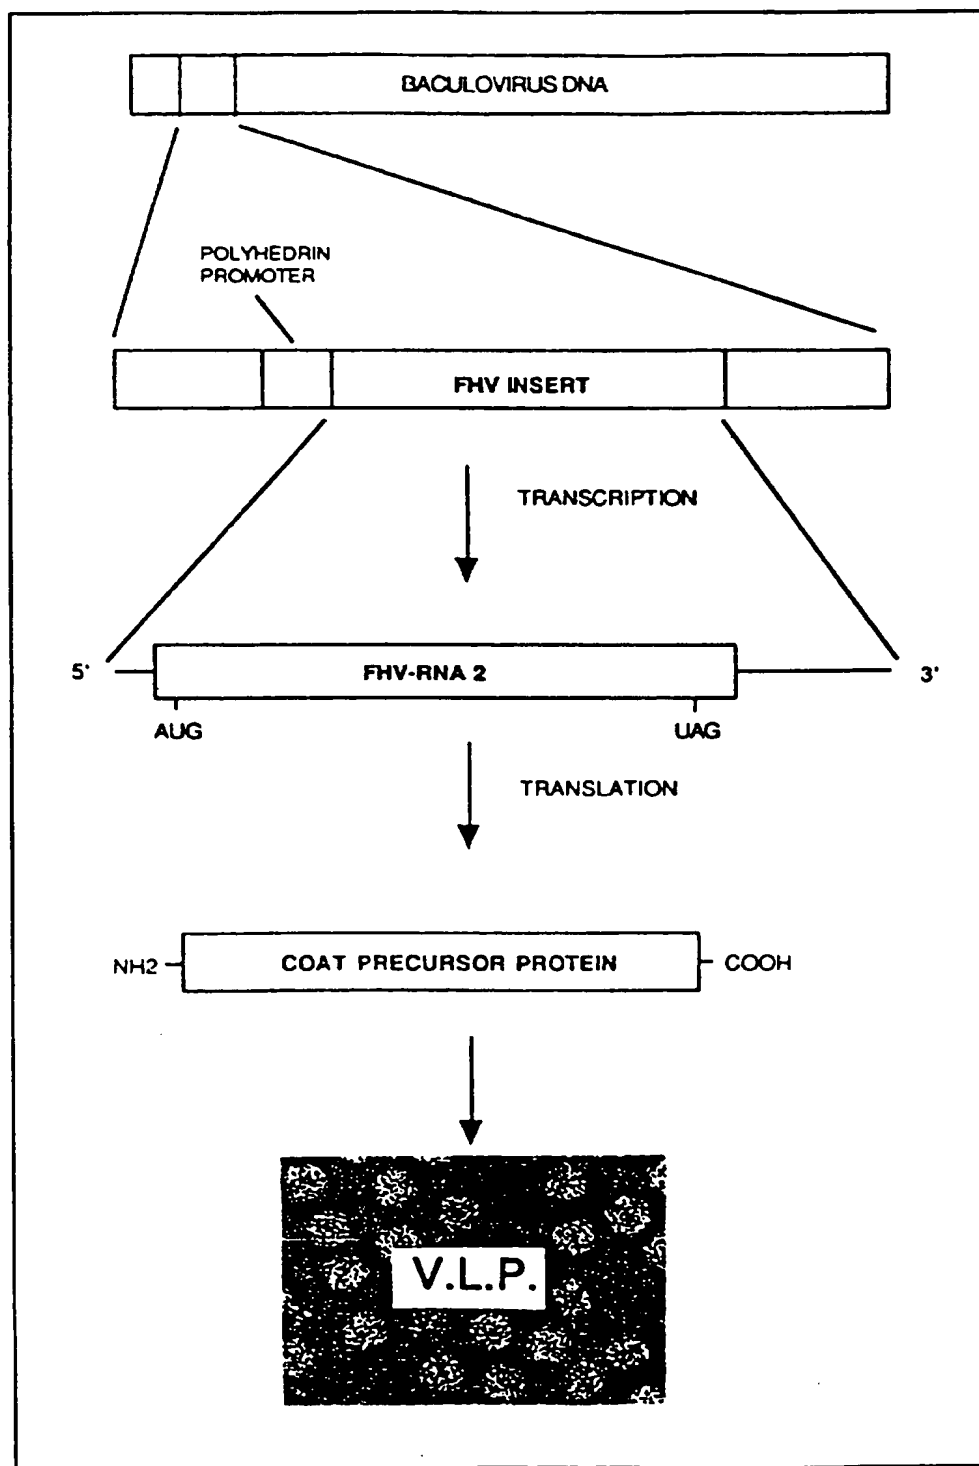 BACULOVIRUS DNA
POLYHEDRIN
PROMOTER
FHV INSERT
TRANSCRIPTION
5'
FHV-RNA 2
3'
AUG
UAG
TRANSLATION
NH2
COAT PRECURSOR PROTEIN
COOH
V.L.P.